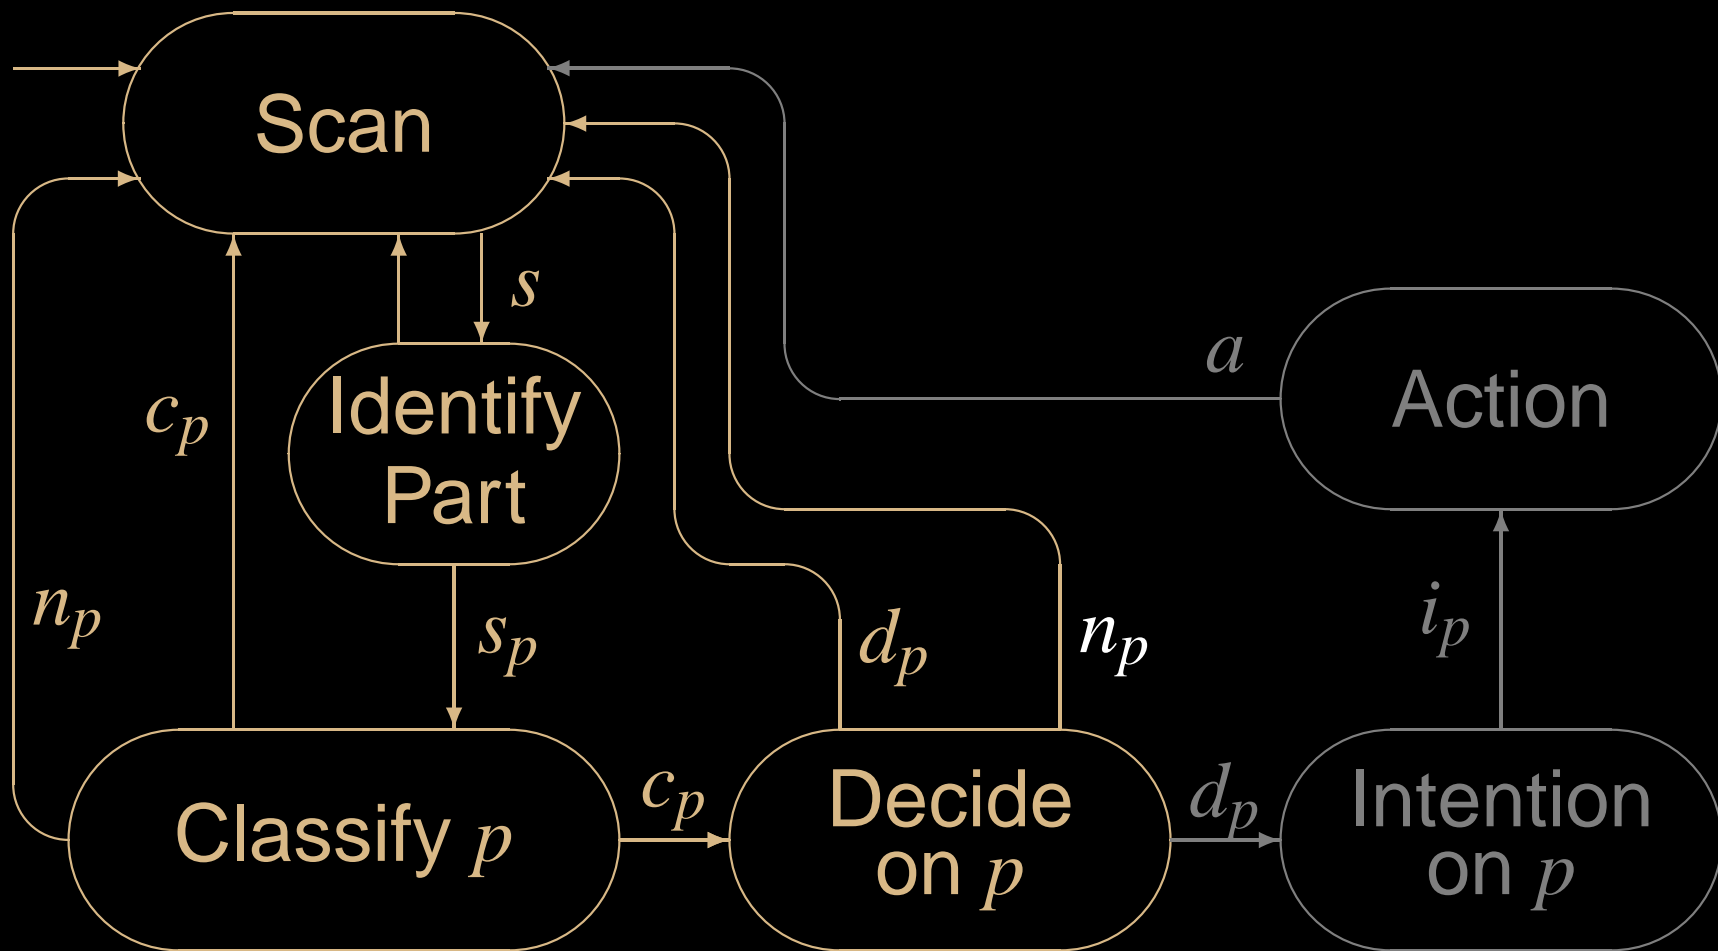 Scan
s
a
Action
c_p
Identify
Part
n_p
s_p
d_p
n_p
i_p
Classify p
c_p
Decide
on p
d_p
Intention
on p